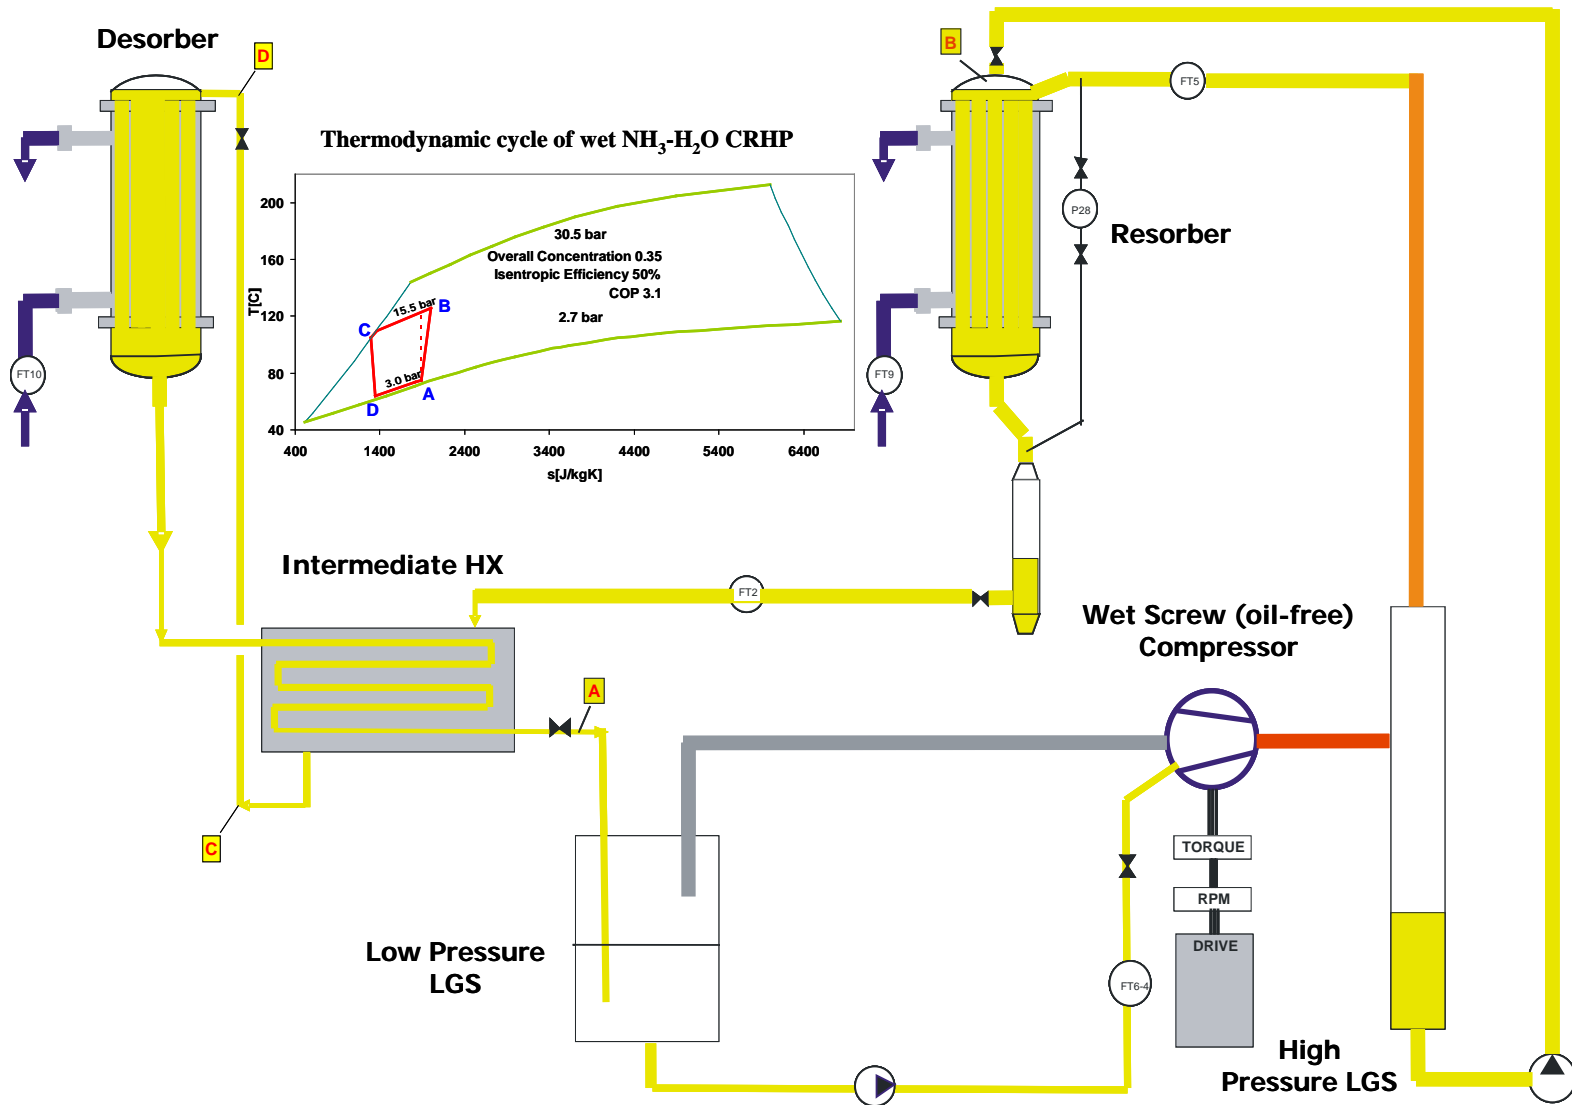 Desorber
D
B
FT5
Thermodynamic cycle of wet NH3-H2O CRHP
P28
Resorber
T[C]
200
160
120
80
40
30.5 bar
Overall Concentration 0.35
Isentropic Efficiency 50%
COP 3.1
2.7 bar
15.5 bar
B
C
3.0 bar
A
D
400
1400
2400
3400
4400
5400
6400
s[J/kgK]
FT10
FT9
Intermediate HX
FT2
Wet Screw (oil-free)
Compressor
A
C
TORQUE
RPM
DRIVE
Low Pressure
LGS
FT6-4
High
Pressure LGS